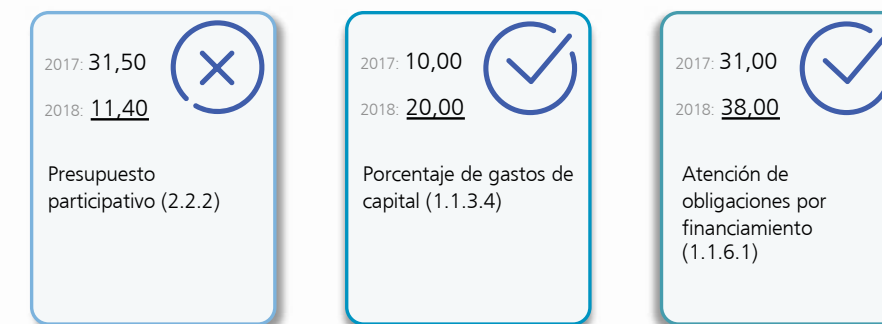 2017: 31,50
2018: 11,40
Presupuesto
participativo (2.2.2)
2017: 10,00
2018: 20,00
Porcentaje de gastos de
capital (1.1.3.4)
2017: 31,00
2018: 38,00
Atención de
obligaciones por
financiamiento
(1.1.6.1)